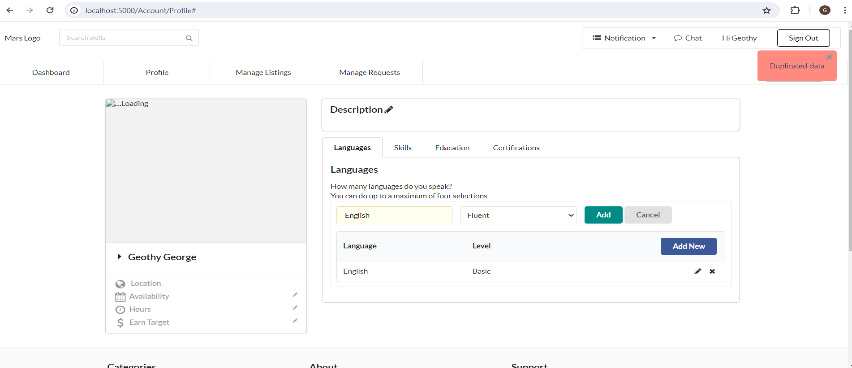 localhost:5000/Account/Profile#
G
Mars Logo
Search skills
Notification
Chat
Hi Geothy
Sign Out
Duplicated data
Dashboard
Profile
Manage Listings
Manage Requests
...Loading
Description
Languages
Skills
Education
Certifications
Languages
How many languages do you speak?
You can do up to a maximum of four selections
English
Fluent
Add
Cancel
Language
Level
Add New
English
Basic
Geothy George
Location
Availability
Hours
Earn Target
Categories
About
Support